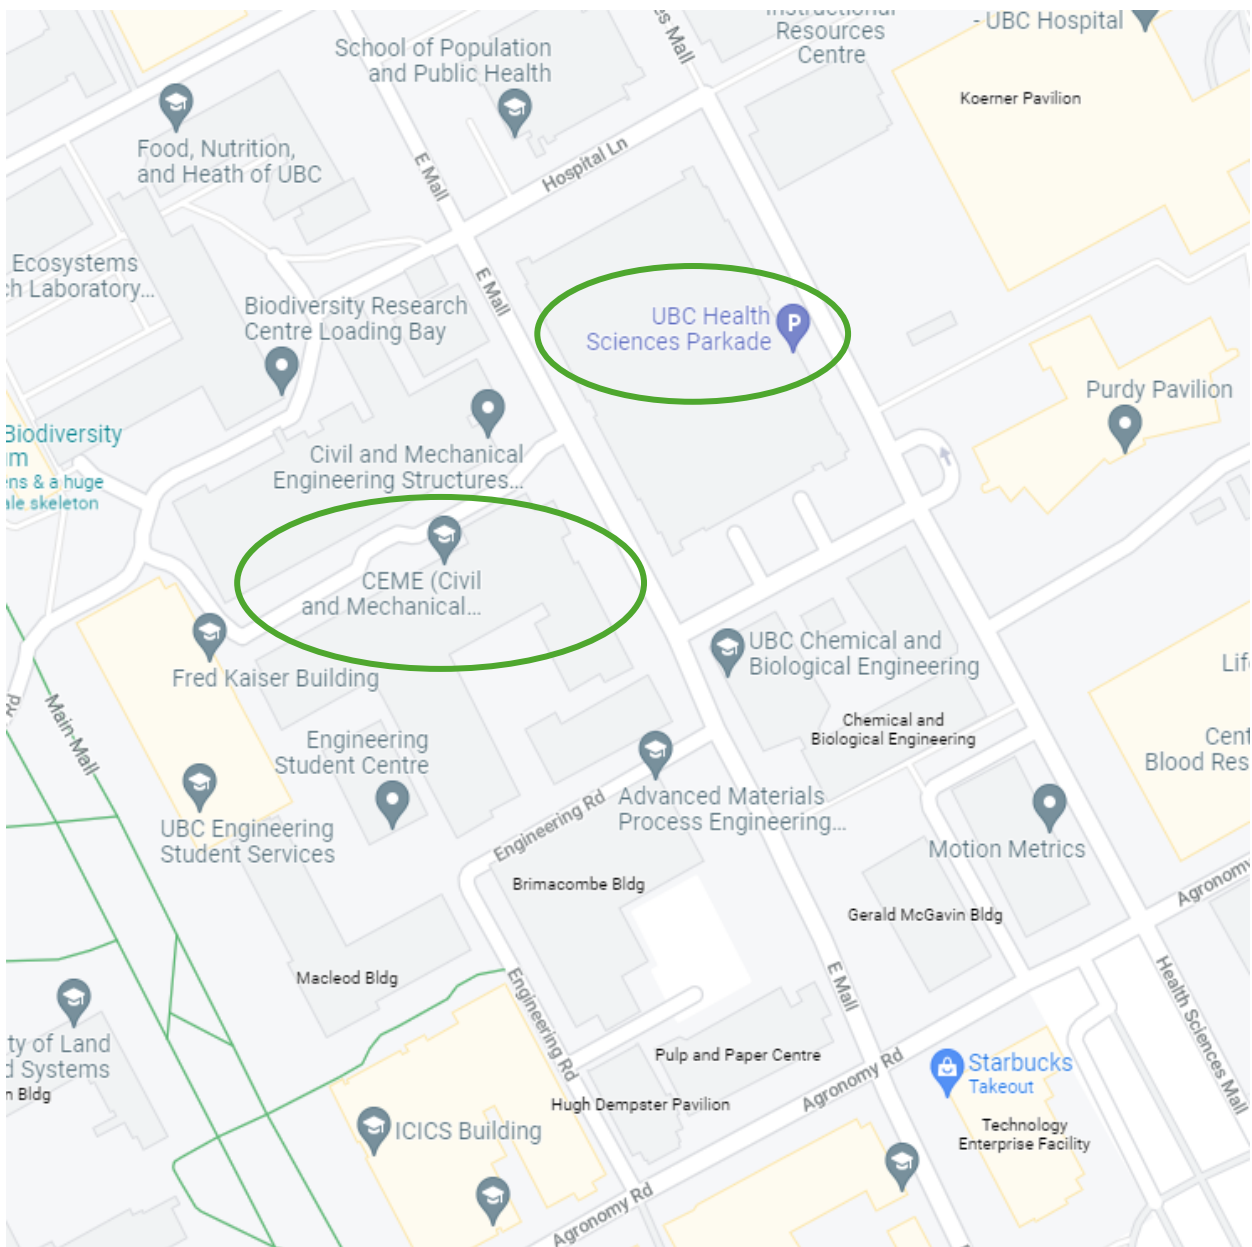 Instructional
Resources
Centre
- UBC Hospital
es Mall
School of Population
and Public Health
Koerner Pavilion
Food, Nutrition,
and Heath of UBC
E Mall
Hospital Ln
Ecosystems
ch Laboratory...
E Mall
Biodiversity Research
Centre Loading Bay
UBC Health
Sciences Parkade
P
Purdy Pavilion
Biodiversity
um
ens & a huge
ale skeleton
Civil and Mechanical
Engineering Structures...
CEME (Civil
and Mechanical...
UBC Chemical and
Biological Engineering
Fred Kaiser Building
Rd
Main Mall
Chemical and
Biological Engineering
Life
Cent
Blood Res
Engineering
Student Centre
Engineering Rd
Advanced Materials
Process Engineering...
UBC Engineering
Student Services
Motion Metrics
Agronomy
Brimacombe Bldg
Gerald McGavin Bldg
Macleod Bldg
Engineering Rd
E Mall
Health Sciences Mall
ty of Land
d Systems
n Bldg
Pulp and Paper Centre
Agronomy Rd
Starbucks
Takeout
Hugh Dempster Pavilion
ICICS Building
Technology
Enterprise Facility
Agronomy Rd